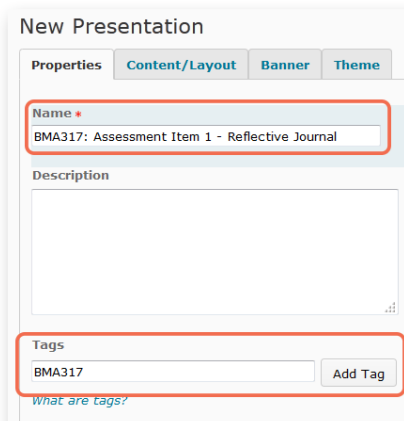 New Presentation
Properties Content/Layout Banner Theme
Name *
BMA317: Assessment Item 1 - Reflective Journal
Description
Tags
BMA317 Add Tag
What are tags?